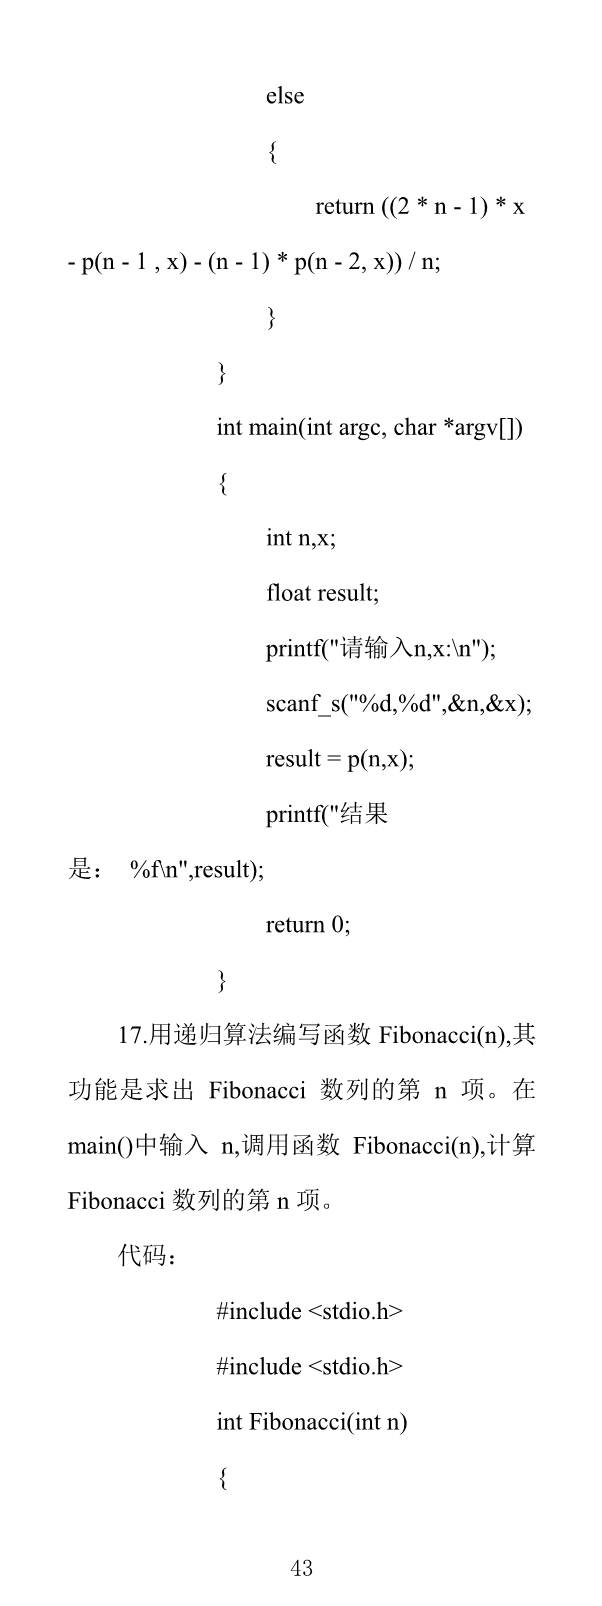 else
{
return ((2 * n - 1) * x
- p(n - 1 , x) - (n - 1) * p(n - 2, x)) / n;
}
}
int main(int argc, char *argv[])
{
int n,x;
float result;
printf("请输入n,x:\n");
scanf_s("%d,%d",&n,&x);
result = p(n,x);
printf("结果
是： %f\n",result);
return 0;
}
17.用递归算法编写函数 Fibonacci(n),其
功能是求出 Fibonacci 数列的第 n 项。在
main()中输入 n,调用函数 Fibonacci(n),计算
Fibonacci 数列的第 n 项。
代码：
#include <stdio.h>
#include <stdio.h>
int Fibonacci(int n)
{
43